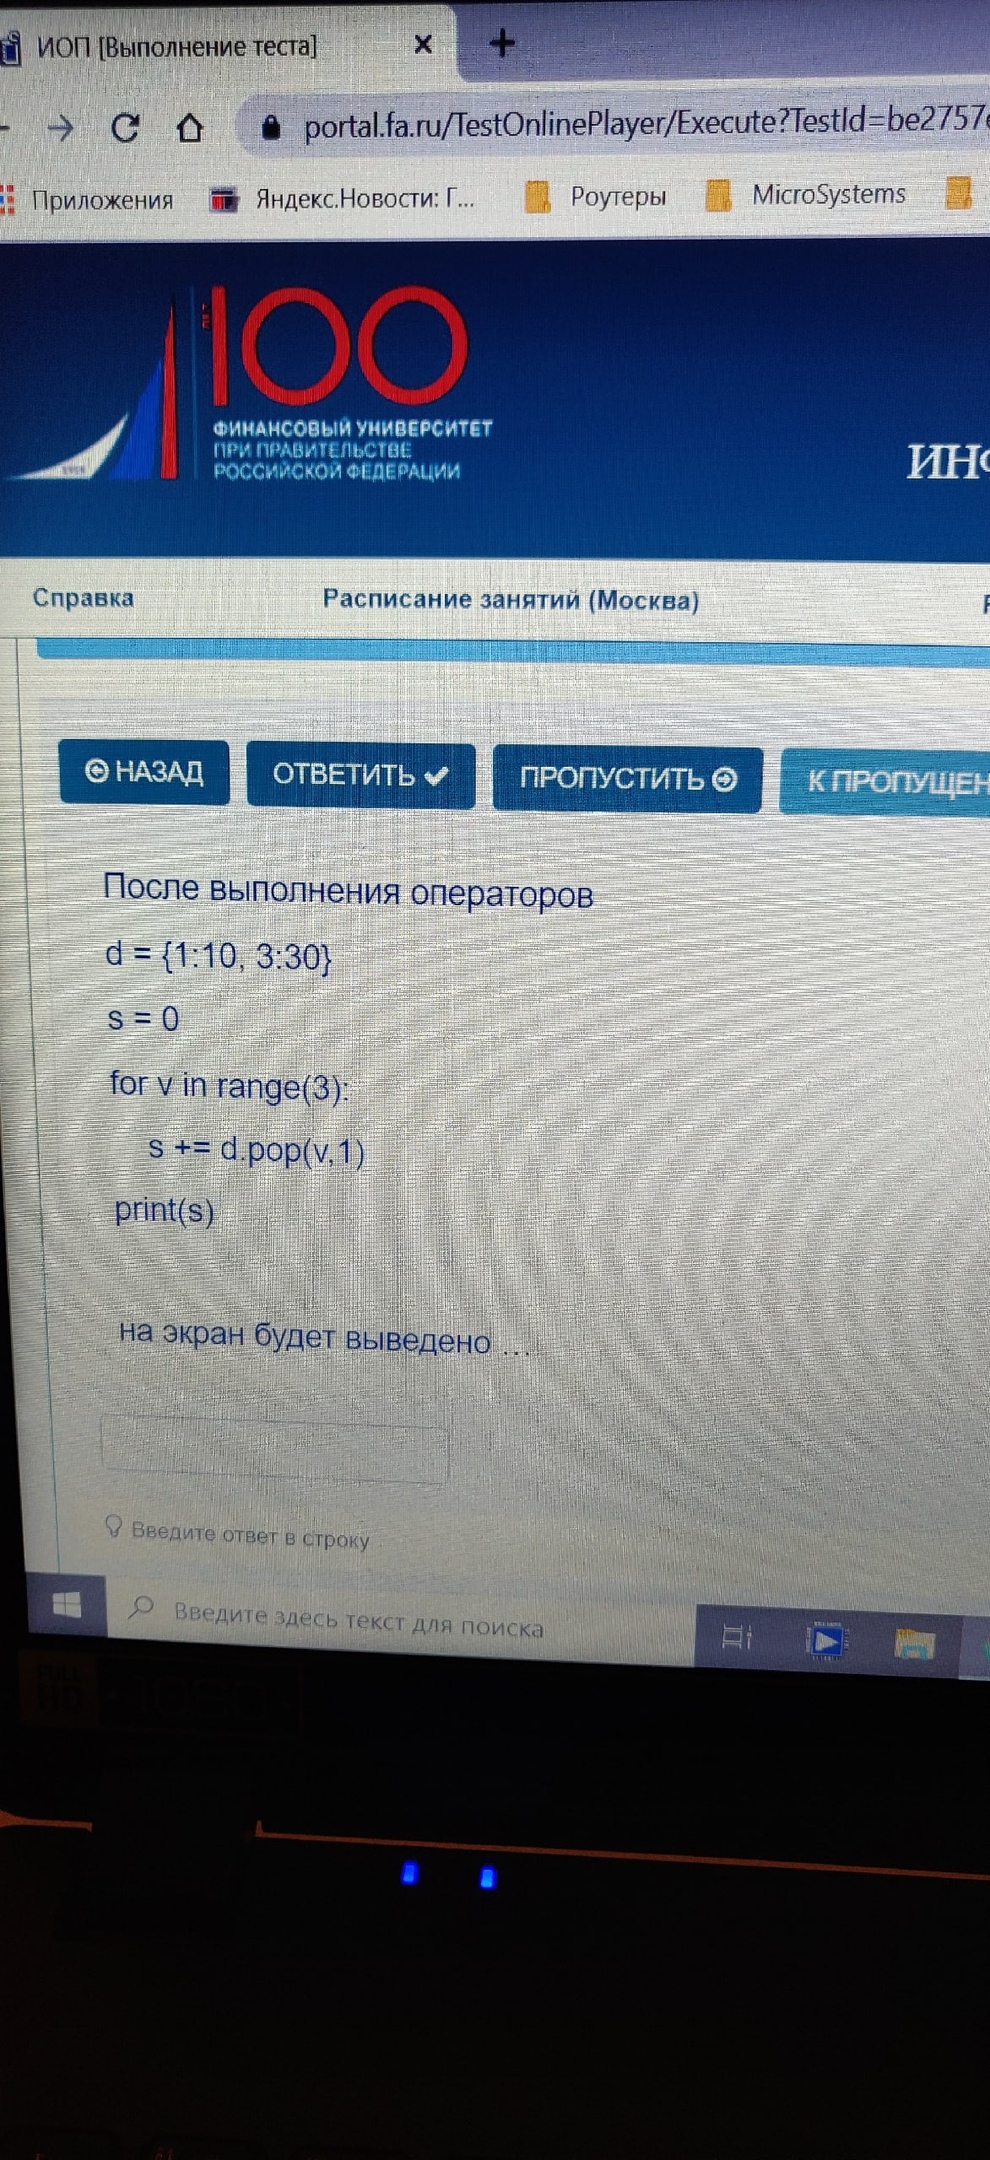 ИОП [Выполнение теста]
portal.fa.ru/TestOnlinePlayer/Execute?TestId=be2757
Приложения Яндекс.Новости: Г... Роутеры MicroSystems
100
ФИНАНСОВЫЙ УНИВЕРСИТЕТ
ПРИ ПРАВИТЕЛЬСТВЕ
РОССИЙСКОЙ ФЕДЕРАЦИИ
ИНФ
Справка Расписание занятий (Москва)
НАЗАД ОТВЕТИТЬ ПРОПУСТИТЬ К ПРОПУЩЕН
После выполнения операторов
d = {1:10, 3:30}
s = 0
for v in range(3):
s += d.pop(v,1)
print(s)
на экран будет выведено ...
Введите ответ в строку
Введите здесь текст для поиска
FULL
HD